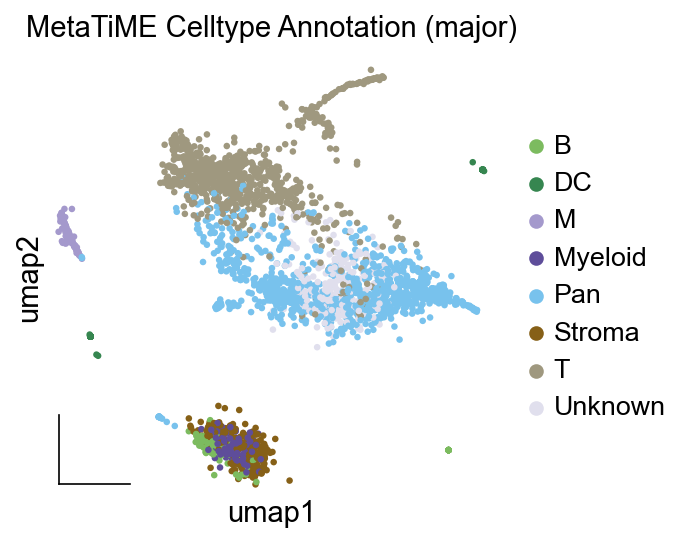 MetaTiME Celltype Annotation (major)
B
DC
M
Myeloid
Pan
Stroma
T
Unknown
umap2
umap1